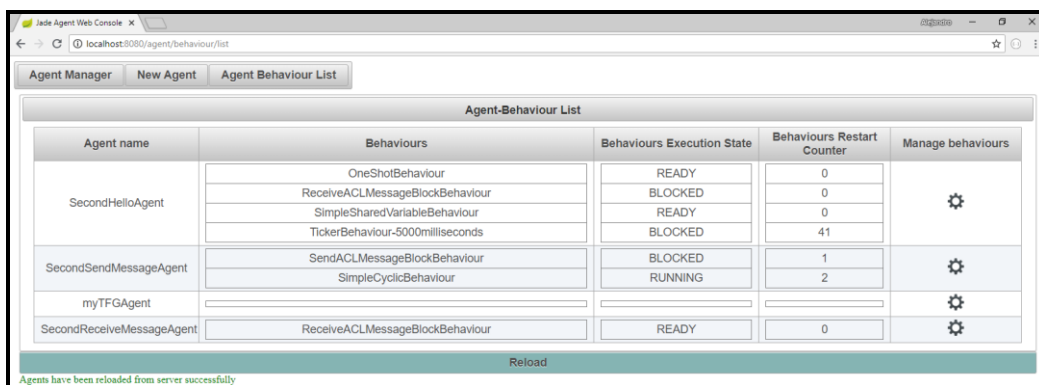 Jade Agent Web Console
Alejandro
localhost:8080/agent/behaviour/list
Agent Manager New Agent Agent Behaviour List
Agent-Behaviour List
Agent name Behaviours Behaviours Execution State Behaviours Restart Counter Manage behaviours
SecondHelloAgent
OneShotBehaviour READY 0
ReceiveACLMessageBlockBehaviour BLOCKED 0
SimpleSharedVariableBehaviour READY 0
TickerBehaviour-5000milliseconds BLOCKED 41
SecondSendMessageAgent
SendACLMessageBlockBehaviour BLOCKED 1
SimpleCyclicBehaviour RUNNING 2
myTFGAgent
SecondReceiveMessageAgent ReceiveACLMessageBlockBehaviour READY 0
Reload
Agents have been reloaded from server successfully